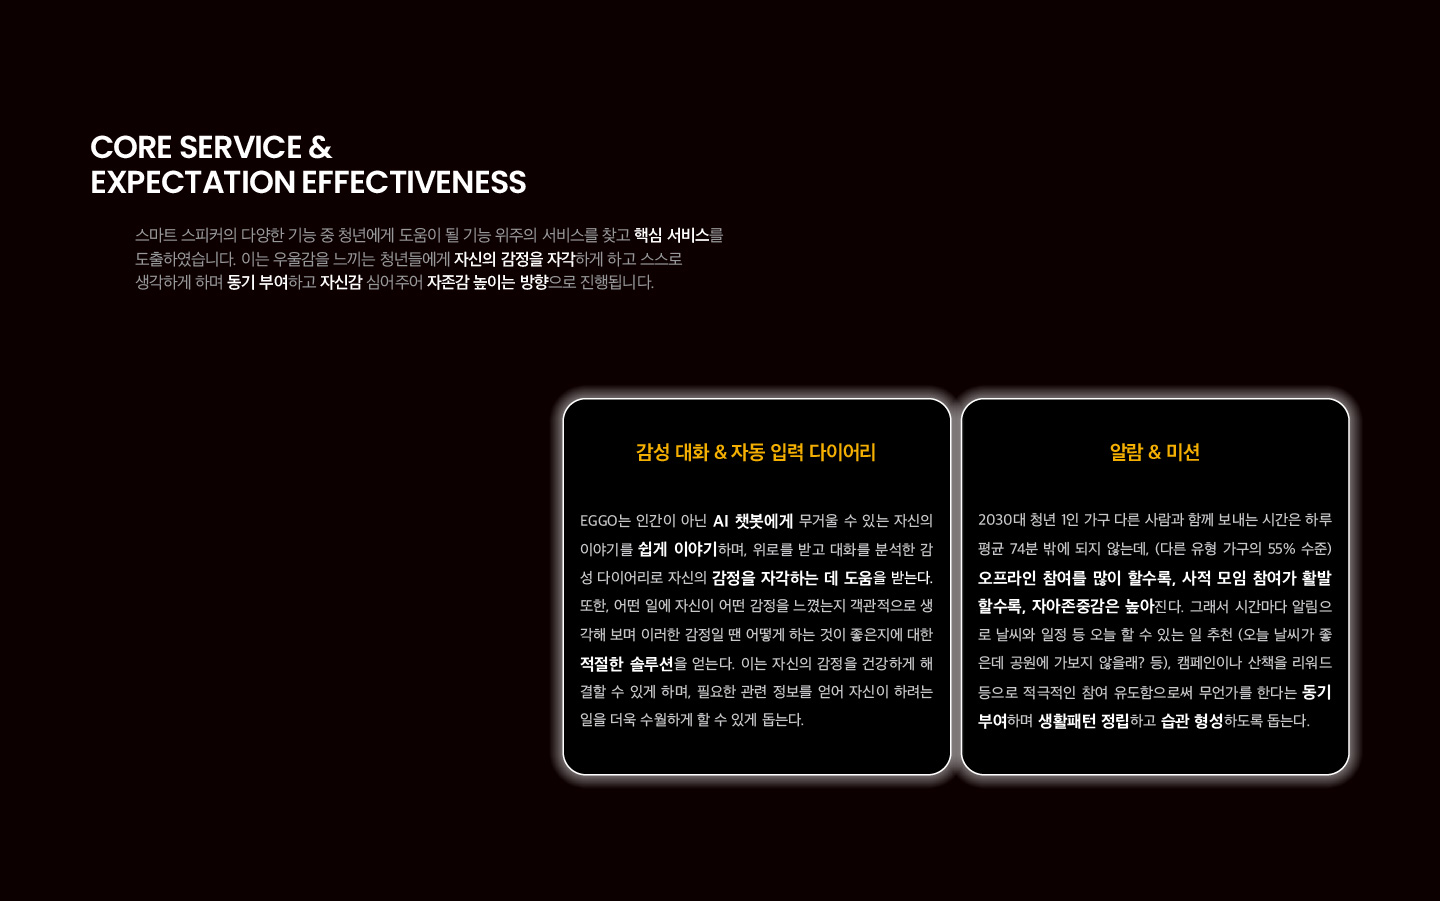 CORE SERVICE &
EXPECTATION EFFECTIVENESS
스마트 스피커의 다양한 기능 중 청년에게 도움이 될 기능 위주의 서비스를 찾고 핵심 서비스를
도출하였습니다. 이는 우울감을 느끼는 청년들에게 자신의 감정을 자각하게 하고 스스로
생각하게 하며 동기 부여하고 자신감 심어주어 자존감 높이는 방향으로 진행됩니다.
감성 대화 & 자동 입력 다이어리
EGGO는 인간이 아닌 AI 챗봇에게 무거울 수 있는 자신의
이야기를 쉽게 이야기하며, 위로를 받고 대화를 분석한 감
성 다이어리로 자신의 감정을 자각하는 데 도움을 받는다.
또한, 어떤 일에 자신이 어떤 감정을 느꼈는지 객관적으로 생
각해 보며 이러한 감정일 땐 어떻게 하는 것이 좋은지에 대한
적절한 솔루션을 얻는다. 이는 자신의 감정을 건강하게 해
결할 수 있게 하며, 필요한 관련 정보를 얻어 자신이 하려는
일을 더욱 수월하게 할 수 있게 돕는다.
알람 & 미션
2030대 청년 1인 가구 다른 사람과 함께 보내는 시간은 하루
평균 74분 밖에 되지 않는데, (다른 유형 가구의 55% 수준)
오프라인 참여를 많이 할수록, 사적 모임 참여가 활발
할수록, 자아존중감은 높아진다. 그래서 시간마다 알림으
로 날씨와 일정 등 오늘 할 수 있는 일 추천 (오늘 날씨가 좋
은데 공원에 가보지 않을래? 등), 캠페인이나 산책을 리워드
등으로 적극적인 참여 유도함으로써 무언가를 한다는 동기
부여하며 생활패턴 정립하고 습관 형성하도록 돕는다.